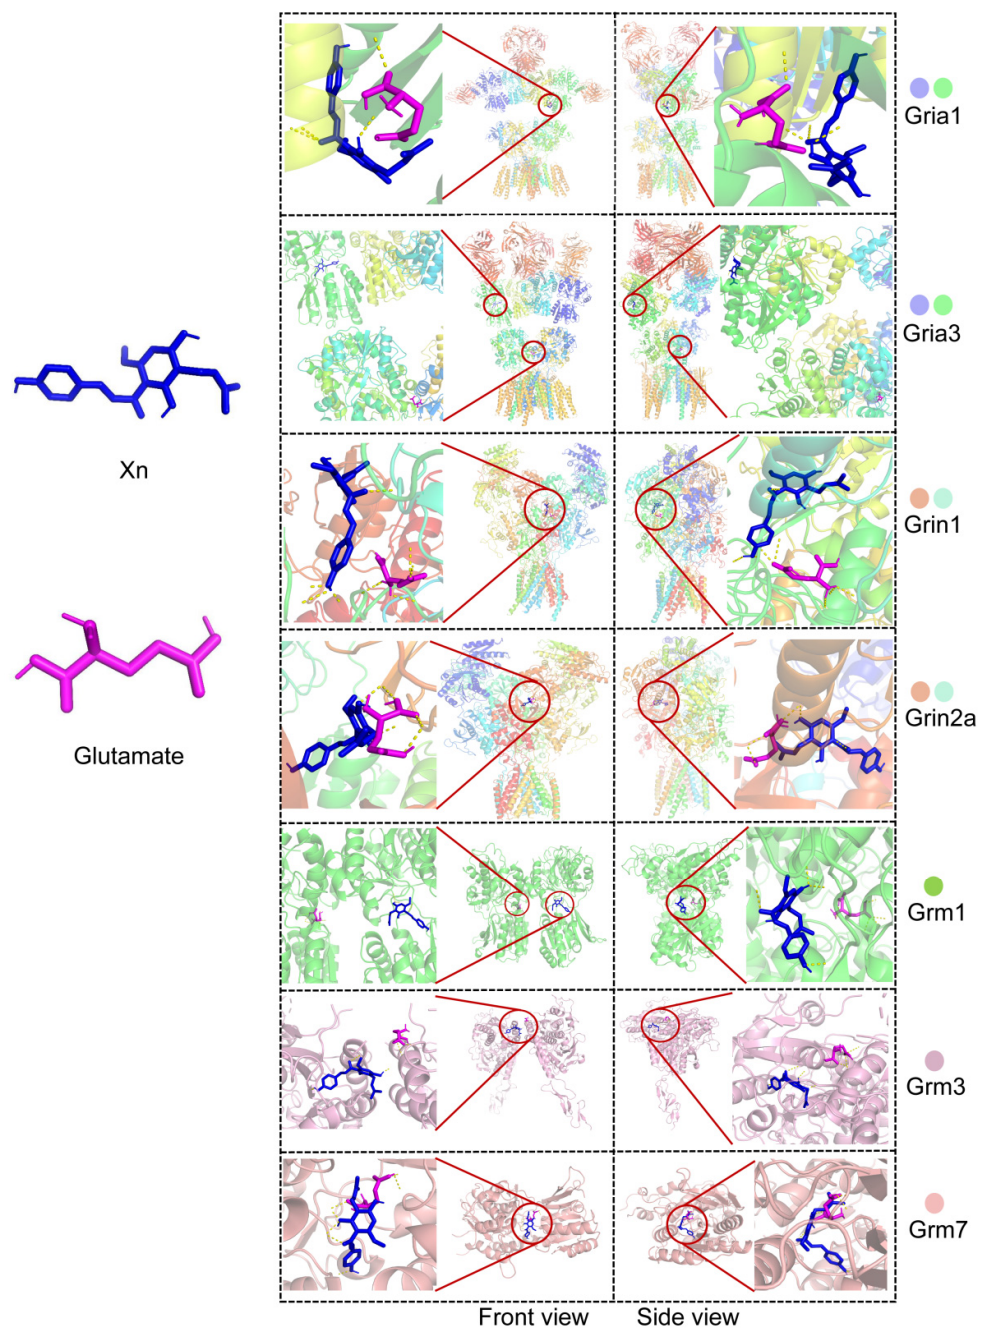 Gria1
Gria3
Xn
Grin1
Glutamate
Grin2a
Grm1
Grm3
Grm7
Front view
Side view